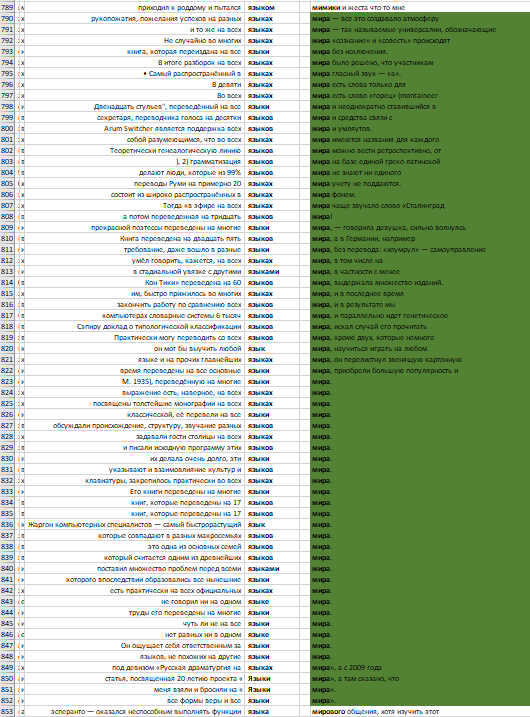 789 м приходил к роддому и пытался языком мимики и жеста что то мне
790 з рукопожатия, пожелания успехов на разных языках мира — все это создавало атмосферу
791 х и то же на всех языках мира — так называемые универсалии, обозначающие
792 х Не случайно во многих языках мира «сознание» и «совесть» происходят
793 и книга, которая переиздана на все языки мира без исключения.
794 х В итоге разборок на всех языках мира было решено, что участникам
795 х • Самый распространённый в языках мира гласный звук — «а».
796 х В девяти языках мира есть слова только для
797 х Во всех языках мира есть слово «горец» (montaineer
798 и Двенадцать стульев", переведённый на все языки мира и неоднократно ставившийся в
799 в секретаря, переводчика голоса на десятки языков мира и средства связи с
800 в Arum Switcher является поддержка всех языков мира и умляутов.
801 х собой разумеющимся, что во всех языках мира имеются названия для каждого
802 в Теоретически генеалогическую линию языков мира можно вести ретроспективно, от
803 в ), 2) грамматизация языков мира на базе единой греко латинской
804 в делают люди, которые из 99% языков мира не знают ни единого
805 и переводы Руми на примерно 20 языках мира учету не поддаются.
806 х состоит из широко распространённых в языках мира фонем.
807 х Тогда «в эфире на всех языках мира чаще звучало слово «Сталинград
808 в а потом переведенная на тридцать языков мира!
809 и прекрасной поэтессы переведены на многие языки мира, — говорила девушка, сильно волнуясь
810 в Книга переведена на двадцать пять языков мира, а в Германии, например
811 и требование, даже вошло в разные языки мира, без перевода: «хоумрул» — самоуправление
812 х умел говорить, кажется, на всех языках мира, в том числе на
813 и в стадиальной увязке с другими языками мира, в частности с менее
814 в Кон Тики» переведена на 60 языков мира, выдержала множество изданий.
815 х им, быстро прижилось во многих языках мира, и в последнее время
816 в закончить работу по сравнению всех языков мира, и в результате мы
817 в компьютерах словарные системы 6 тысяч языков мира, и параллельно идет генетическое
818 в Сэпиру доклад о типологической классификации языков мира, искал случай его прочитать
819 х Практически могу переводить со всех языков мира, кроме двух, которые немного
820 и он мог бы выучить любой язык мира, научиться играть на любом
821 х языке и на прочих главнейших языках мира, он перелистнул звенящую картонную
822 и время переведены на все основные языки мира, приобрели большую популярность и
823 и М. 1935], переведённую на многие языки мира.
824 х выражение есть, наверное, на всех языках мира.
825 х посвящены толстейшие монографии на всех языках мира.
826 и классической, её перевели на все языки мира.
827 в обсуждали происхождение, структуру, звучание разных языков мира.
828 х задавали гости столицы на всех языках мира.
829 в и писали исходную программу этих языков мира.
830 и их делала очень долго, эти языки мира.
831 в указывают и взаимовлияние культур и языков мира.
832 х клавиатуры, закрепилось практически во всех языках мира.
833 и Его книги переведены на многие языки мира.
834 в книг, которые переведены на 17 языков мира.
835 в книг, которые переведены на 17 языков мира.
836 и Жаргон компьютерных специалистов — самый быстрорастущий язык мира.
837 в которые совпадают в разных макросемьях языков мира.
838 в это одна из основных семей языков мира.
839 в который считается одним из древнейших языков мира.
840 и поставил множество проблем перед всеми языками мира.
841 и которого впоследствии образовались все нынешние языки мира.
842 х есть практически на всех официальных языках мира.
843 е не говорил ни на одном языке мира.
844 и труды его переведены на многие языки мира.
845 и чуть ли не на все языки мира.
846 е нет равных ни в одном языке мира.
847 и Он ощущает себя ответственным за языки мира.
848 и языков, не похожих на другие языки мира.
849 х под девизом «Русская драматургия на языках мира», а с 2009 года
850 « статья, посвященная 20 летию проекта « Языки мира», а там сказано, что
851 « меня взяли и бросили на « Языки мира».
852 и все формы веры и все языки мира».
853 а эсперанто — оказался неспособным выполнять функции языка мирового общения, хотя изучить этот